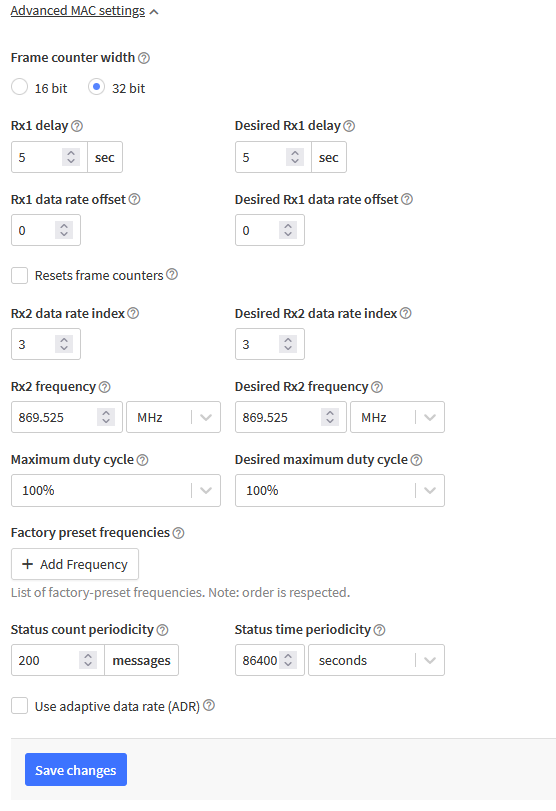 Advanced MAC settings
Frame counter width
16 bit 32 bit
Rx1 delay Desired Rx1 delay
5 sec 5 sec
Rx1 data rate offset Desired Rx1 data rate offset
0 0
Resets frame counters
Rx2 data rate index Desired Rx2 data rate index
3 3
Rx2 frequency Desired Rx2 frequency
869.525 MHz 869.525 MHz
Maximum duty cycle Desired maximum duty cycle
100% 100%
Factory preset frequencies
+ Add Frequency
List of factory-preset frequencies. Note: order is respected.
Status count periodicity Status time periodicity
200 messages 86400 seconds
Use adaptive data rate (ADR)
Save changes